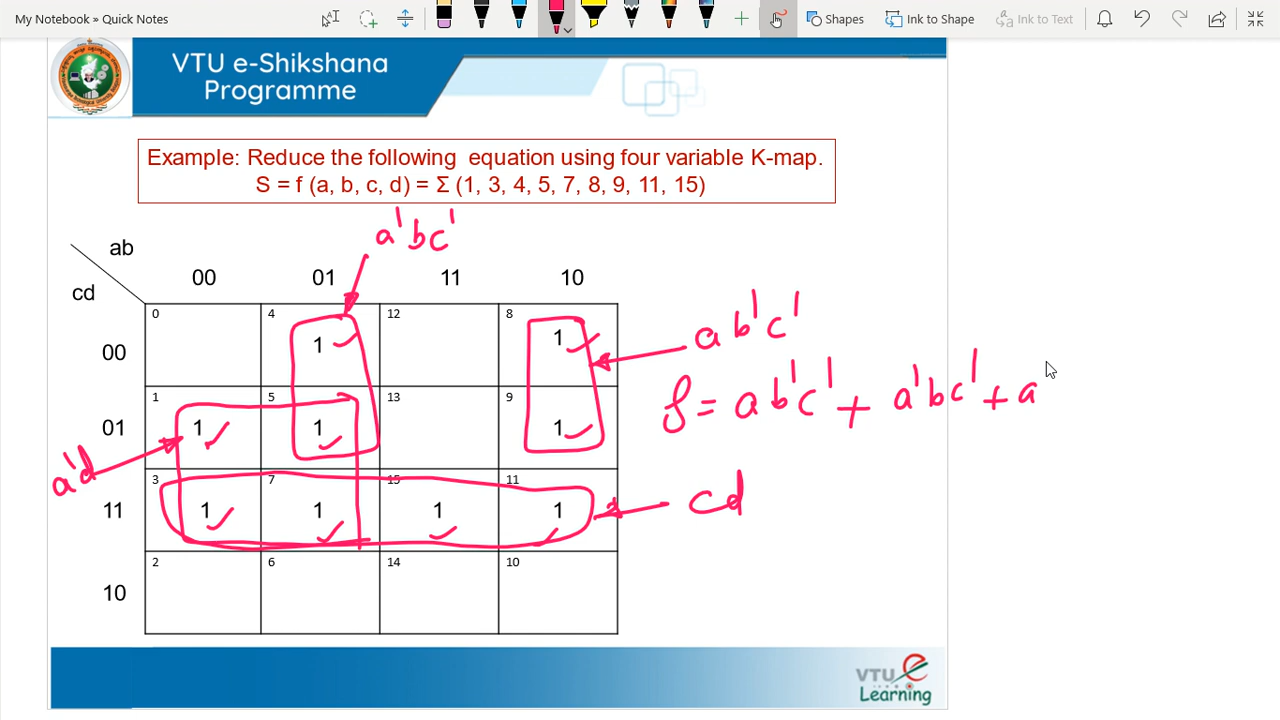 My Notebook » Quick Notes
Shapes
Ink to Shape
Ink to Text
VTU e-Shikshana
Programme
Example: Reduce the following equation using four variable K-map.
S = f (a, b, c, d) = Σ (1, 3, 4, 5, 7, 8, 9, 11, 15)
a'bc'
ab
cd
00 01 11 10
0 4 12 8
00 1 1
ab'c'
1 5 13 9
01 1 1 1
f = ab'c' + a'bc' + a
a'd
3 7 15 11
11 1 1 1 1
cd
2 6 14 10
10
VTU e
Learning